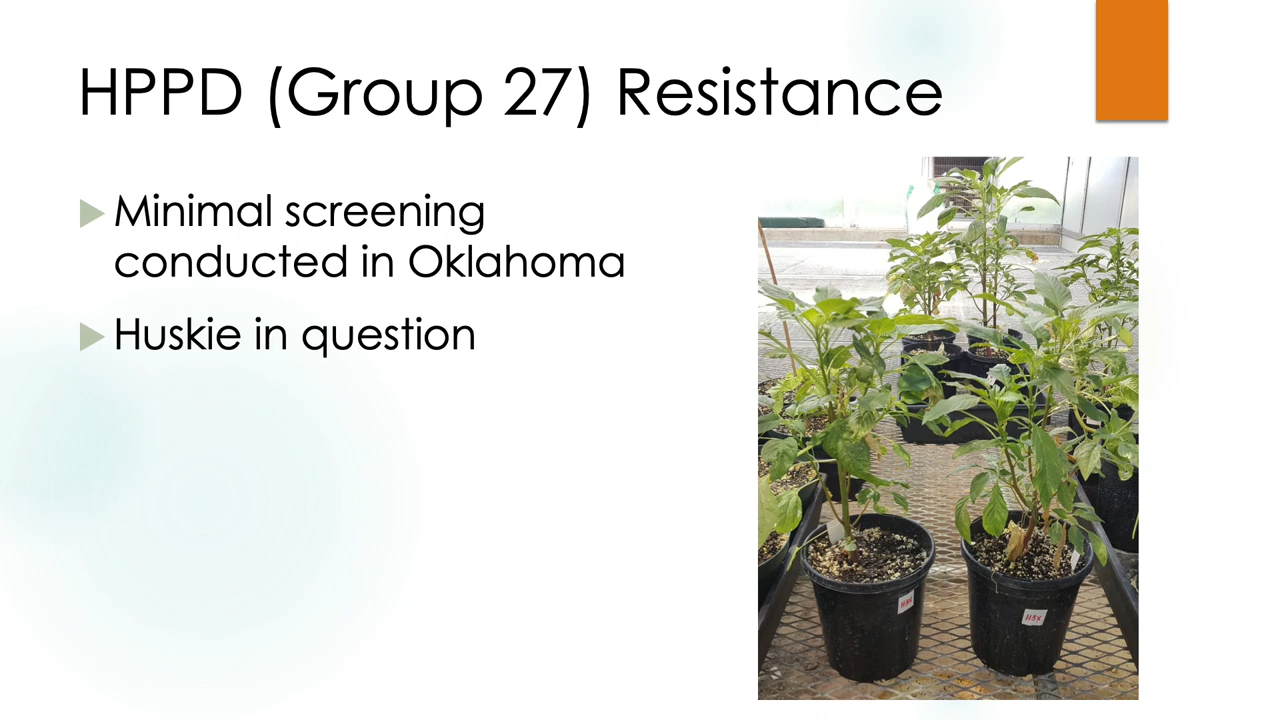 HPPD (Group 27) Resistance
Minimal screening
conducted in Oklahoma
Huskie in question